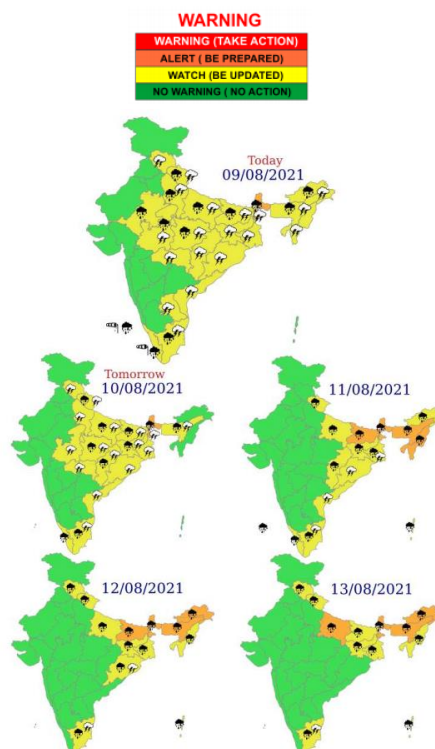 WARNING
WARNING (TAKE ACTION)
ALERT ( BE PREPARED)
WATCH (BE UPDATED)
NO WARNING ( NO ACTION)
Today
09/08/2021
Tomorrow
10/08/2021
11/08/2021
12/08/2021
13/08/2021